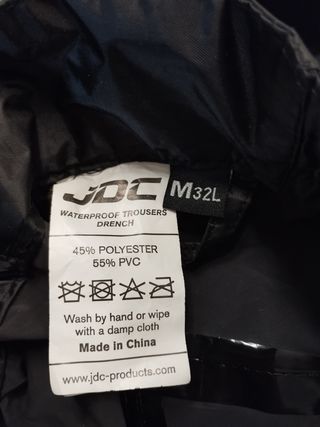 JDC
M32L
WATERPROOF TROUSERS
DRENCH
45% POLYESTER
55% PVC
Wash by hand or wipe
with a damp cloth
Made in China
www.jdc-products.com